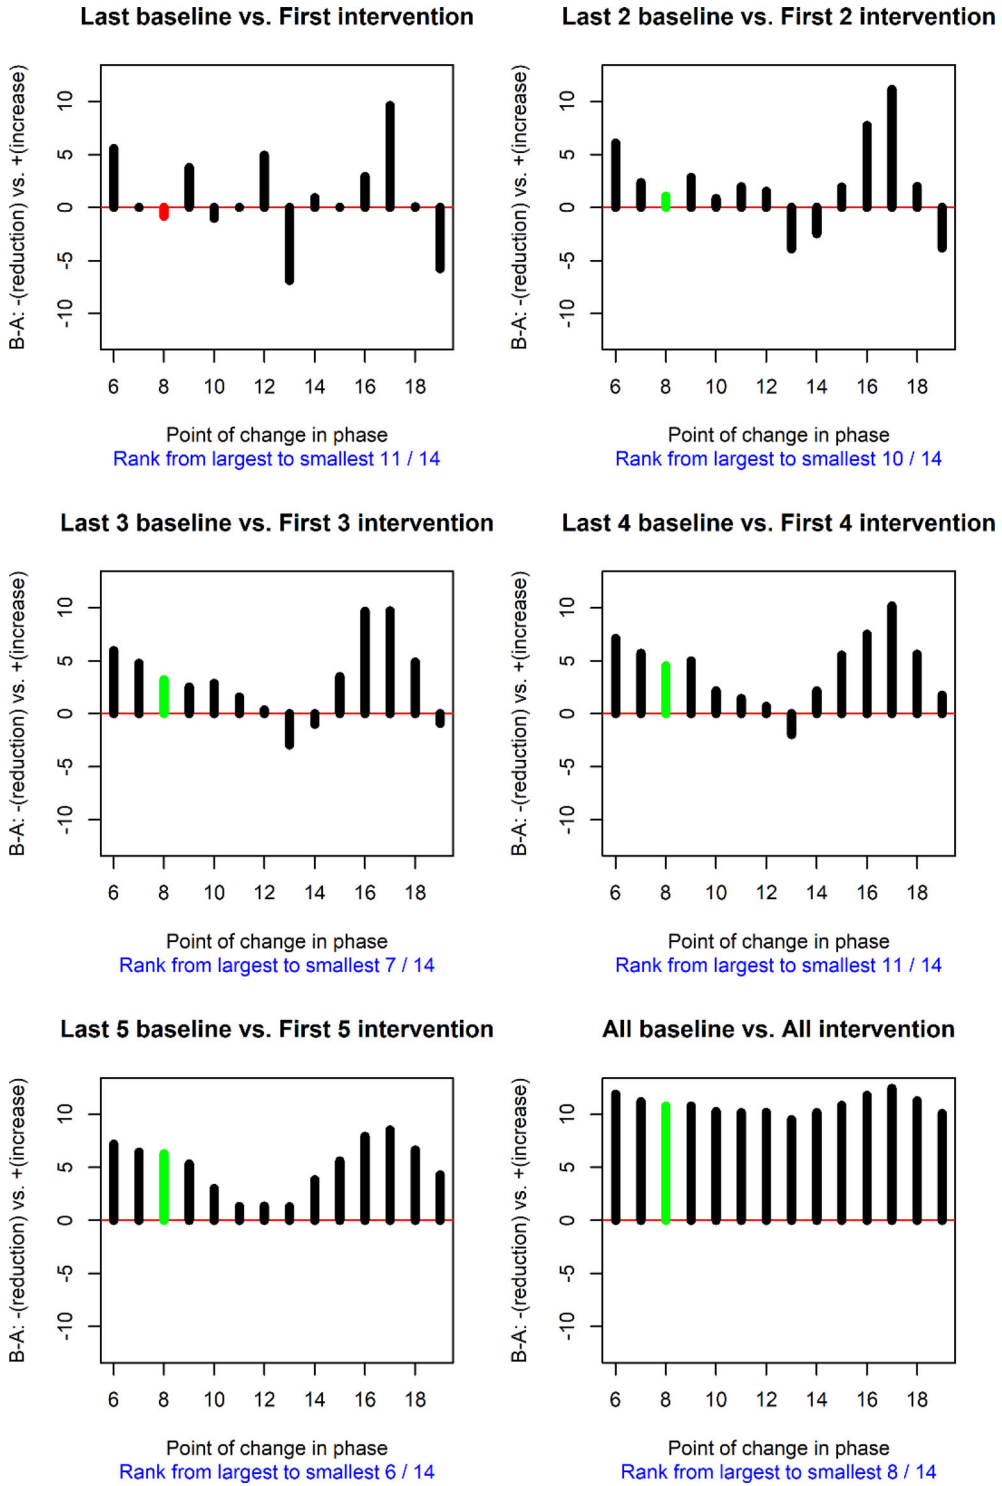 Last baseline vs. First intervention
B-A: -(reduction) vs. +(increase)
10
5
0
-5
-10
6 8 10 12 14 16 18
Point of change in phase
Rank from largest to smallest 11 / 14
Last 2 baseline vs. First 2 intervention
B-A: -(reduction) vs. +(increase)
10
5
0
-5
-10
6 8 10 12 14 16 18
Point of change in phase
Rank from largest to smallest 10 / 14
Last 3 baseline vs. First 3 intervention
B-A: -(reduction) vs. +(increase)
10
5
0
-5
-10
6 8 10 12 14 16 18
Point of change in phase
Rank from largest to smallest 7 / 14
Last 4 baseline vs. First 4 intervention
B-A: -(reduction) vs. +(increase)
10
5
0
-5
-10
6 8 10 12 14 16 18
Point of change in phase
Rank from largest to smallest 11 / 14
Last 5 baseline vs. First 5 intervention
B-A: -(reduction) vs. +(increase)
10
5
0
-5
-10
6 8 10 12 14 16 18
Point of change in phase
Rank from largest to smallest 6 / 14
All baseline vs. All intervention
B-A: -(reduction) vs. +(increase)
10
5
0
-5
-10
6 8 10 12 14 16 18
Point of change in phase
Rank from largest to smallest 8 / 14